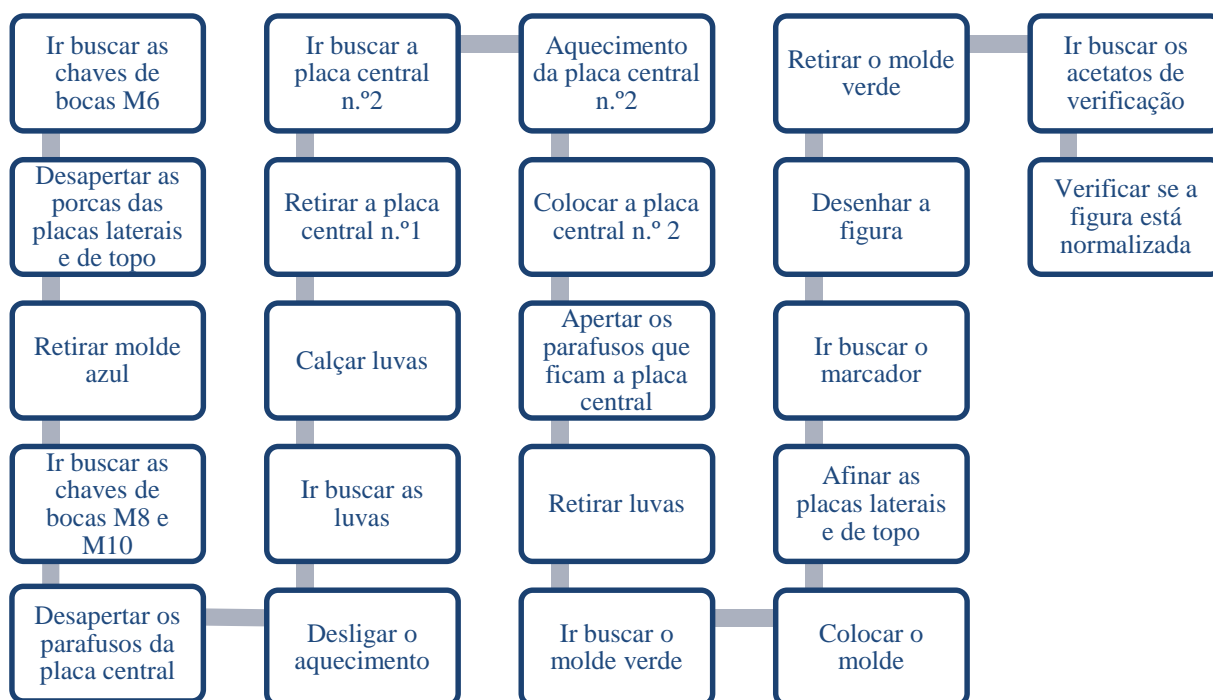 Ir buscar as
chaves de
bocas M6
Desapertar as
porcas das
placas laterais
e de topo
Retirar molde
azul
Ir buscar as
chaves de
bocas M8 e
M10
Desapertar os
parafusos da
placa central
Desligar o
aquecimento
Ir buscar as
luvas
Calçar luvas
Retirar a placa
central n.º1
Ir buscar a
placa central
n.º2
Aquecimento
da placa central
n.º2
Colocar a placa
central n.º 2
Apertar os
parafusos que
ficam a placa
central
Retirar luvas
Ir buscar o
molde verde
Colocar o
molde
Afinar as
placas laterais
e de topo
Ir buscar o
marcador
Desenhar a
figura
Retirar o molde
verde
Ir buscar os
acetatos de
verificação
Verificar se a
figura está
normalizada